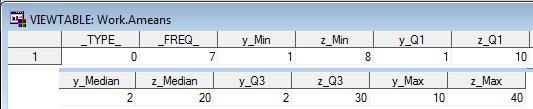 VIEWTABLE: Work.Ameans
_TYPE_ _FREQ_ y_Min z_Min y_Q1 z_Q1
1 0 7 1 8 1 10
y_Median z_Median y_Q3 z_Q3 y_Max z_Max
2 20 2 30 10 40